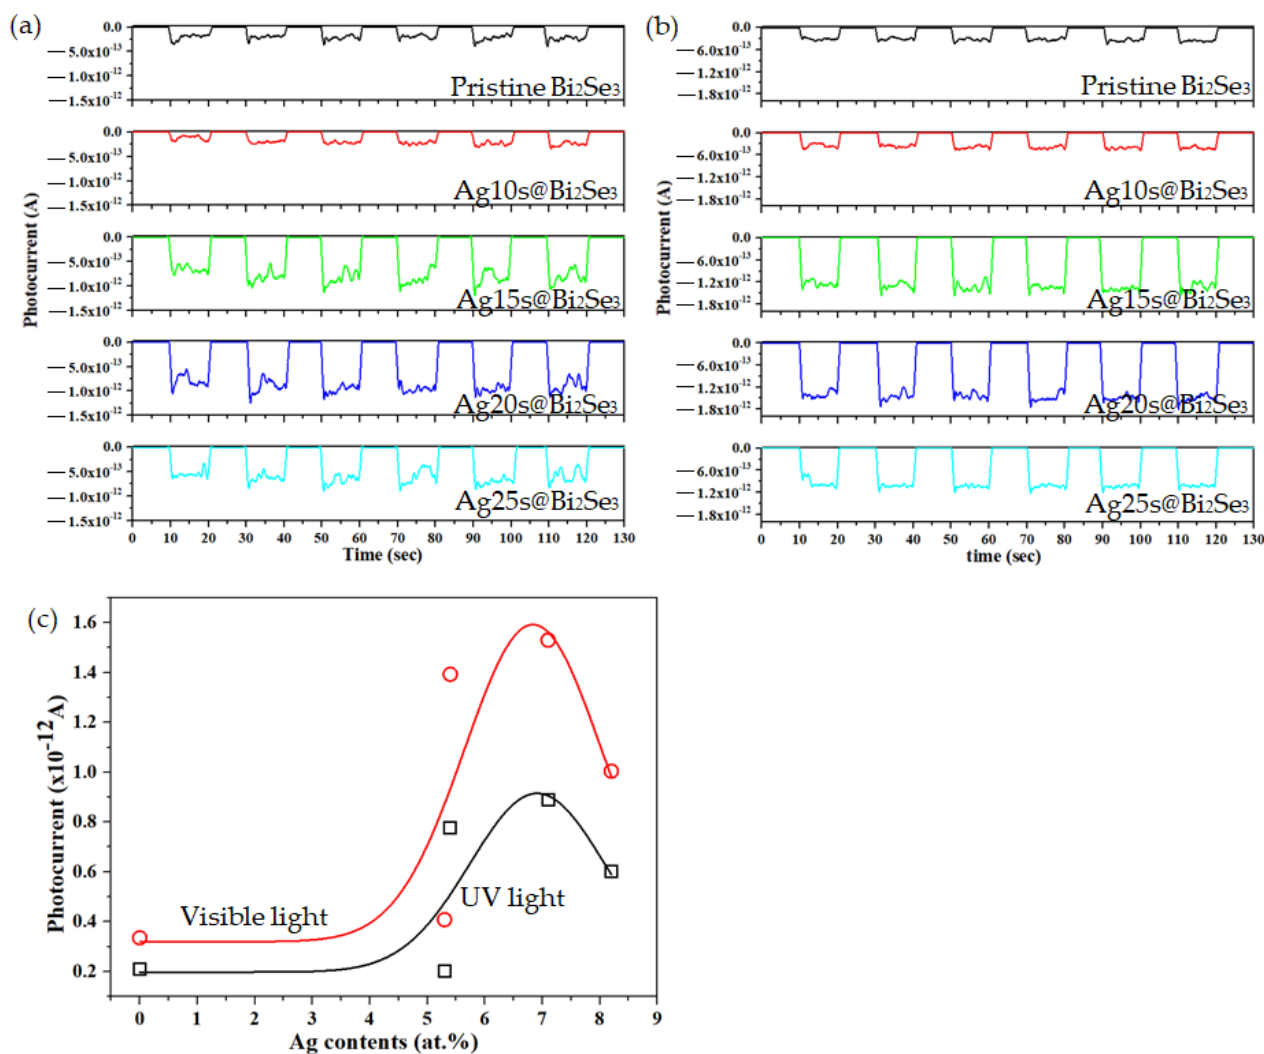 (a)
0.0
—5.0x10⁻¹³
—1.0x10⁻¹²
—1.5x10⁻¹²
Pristine Bi₂Se₃
0.0
—5.0x10⁻¹³
—1.0x10⁻¹²
—1.5x10⁻¹²
Ag10s@Bi₂Se₃
0.0
—5.0x10⁻¹³
—1.0x10⁻¹²
—1.5x10⁻¹²
Ag15s@Bi₂Se₃
0.0
—5.0x10⁻¹³
—1.0x10⁻¹²
—1.5x10⁻¹²
Ag20s@Bi₂Se₃
0.0
—5.0x10⁻¹³
—1.0x10⁻¹²
—1.5x10⁻¹²
Ag25s@Bi₂Se₃
Photocurrent (A)
0 10 20 30 40 50 60 70 80 90 100 110 120 130
Time (sec)
(b)
0.0
—6.0x10⁻¹³
—1.2x10⁻¹²
—1.8x10⁻¹²
Pristine Bi₂Se₃
0.0
—6.0x10⁻¹³
—1.2x10⁻¹²
—1.8x10⁻¹²
Ag10s@Bi₂Se₃
0.0
—6.0x10⁻¹³
—1.2x10⁻¹²
—1.8x10⁻¹²
Ag15s@Bi₂Se₃
0.0
—6.0x10⁻¹³
—1.2x10⁻¹²
—1.8x10⁻¹²
Ag20s@Bi₂Se₃
0.0
—6.0x10⁻¹³
—1.2x10⁻¹²
—1.8x10⁻¹²
Ag25s@Bi₂Se₃
Photocurrent (A)
0 10 20 30 40 50 60 70 80 90 100 110 120 130
time (sec)
(c)
1.6
1.4
1.2
1.0
0.8
0.6
0.4
0.2
Photocurrent (x10⁻¹²A)
Visible light
UV light
0 1 2 3 4 5 6 7 8 9
Ag contents (at.%)